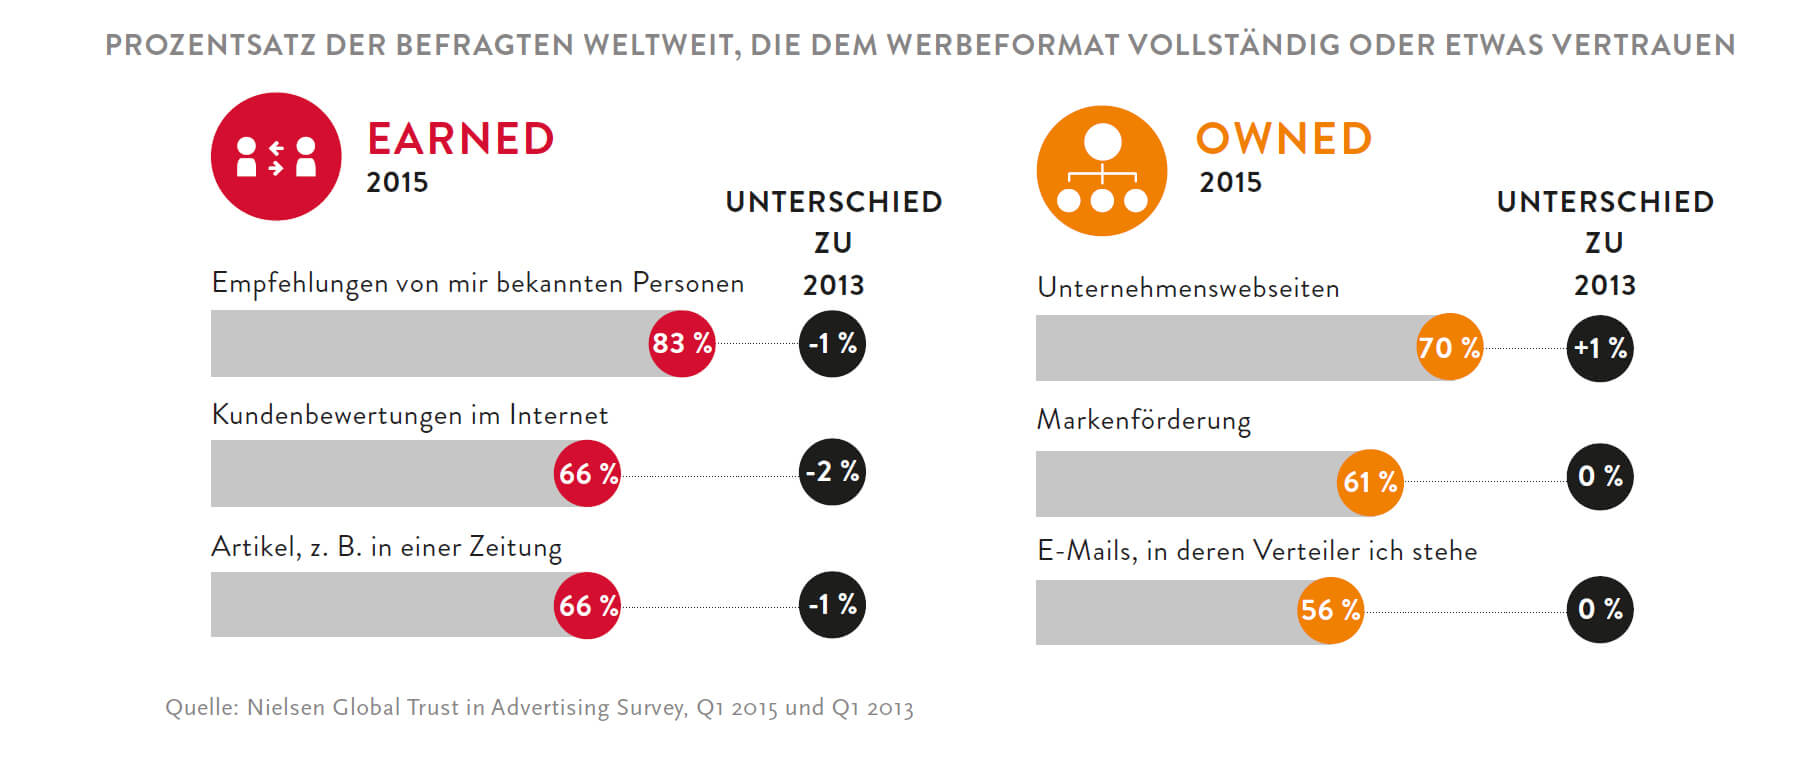 PROZENTSATZ DER BEFRAGTEN WELTWEIT, DIE DEM WERBEFORMAT VOLLSTÄNDIG ODER ETWAS VERTRAUEN
EARNED
2015
UNTERSCHIED
ZU
2013
Empfehlungen von mir bekannten Personen
83 %
-1 %
Kundenbewertungen im Internet
66 %
-2 %
Artikel, z. B. in einer Zeitung
66 %
-1 %
OWNED
2015
UNTERSCHIED
ZU
2013
Unternehmenswebseiten
70 %
+1 %
Markenförderung
61 %
0 %
E-Mails, in deren Verteiler ich stehe
56 %
0 %
Quelle: Nielsen Global Trust in Advertising Survey, Q1 2015 und Q1 2013